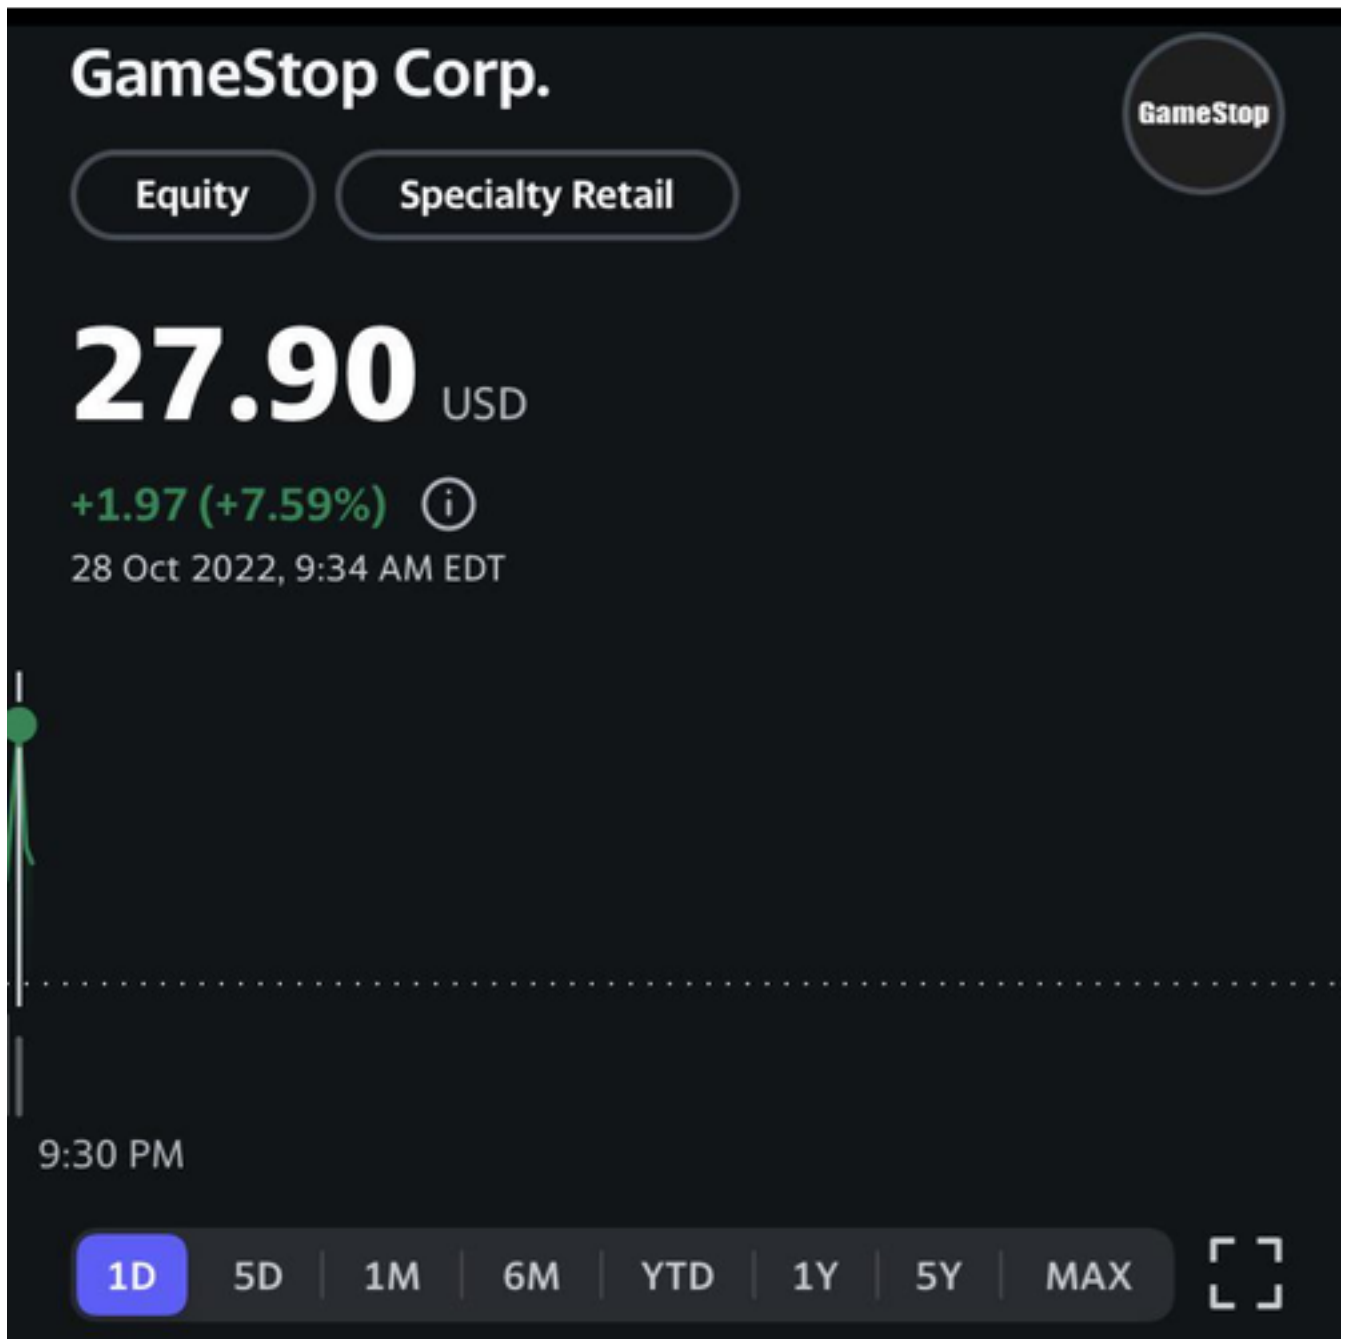 GameStop Corp.
GameStop
Equity Specialty Retail
27.90 USD
+1.97 (+7.59%) i
28 Oct 2022, 9:34 AM EDT
9:30 PM
1D 5D 1M 6M YTD 1Y 5Y MAX